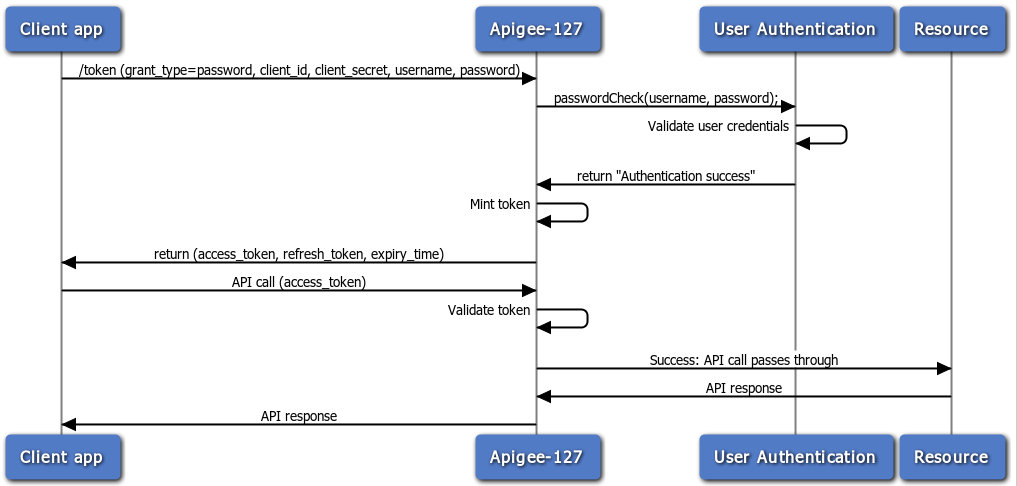 Client app
Apigee-127
User Authentication
Resource
/token (grant_type=password, client_id, client_secret, username, password)
passwordCheck(username, password);
Validate user credentials
return "Authentication success"
Mint token
return (access_token, refresh_token, expiry_time)
API call (access_token)
Validate token
Success: API call passes through
API response
API response
Client app
Apigee-127
User Authentication
Resource